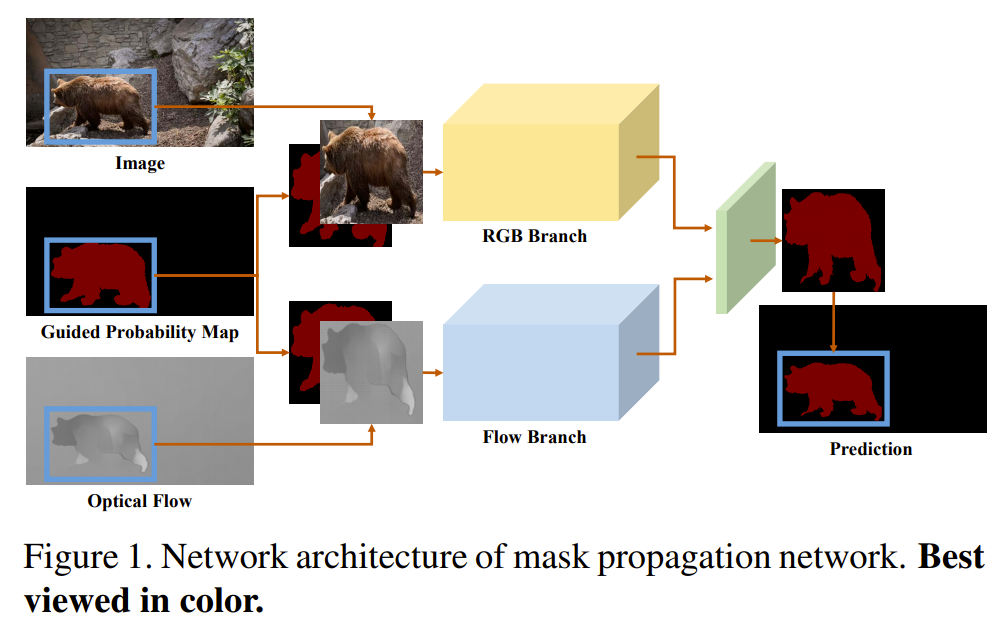 Image
RGB Branch
Guided Probability Map
Flow Branch
Prediction
Optical Flow
Figure 1. Network architecture of mask propagation network. Best
viewed in color.